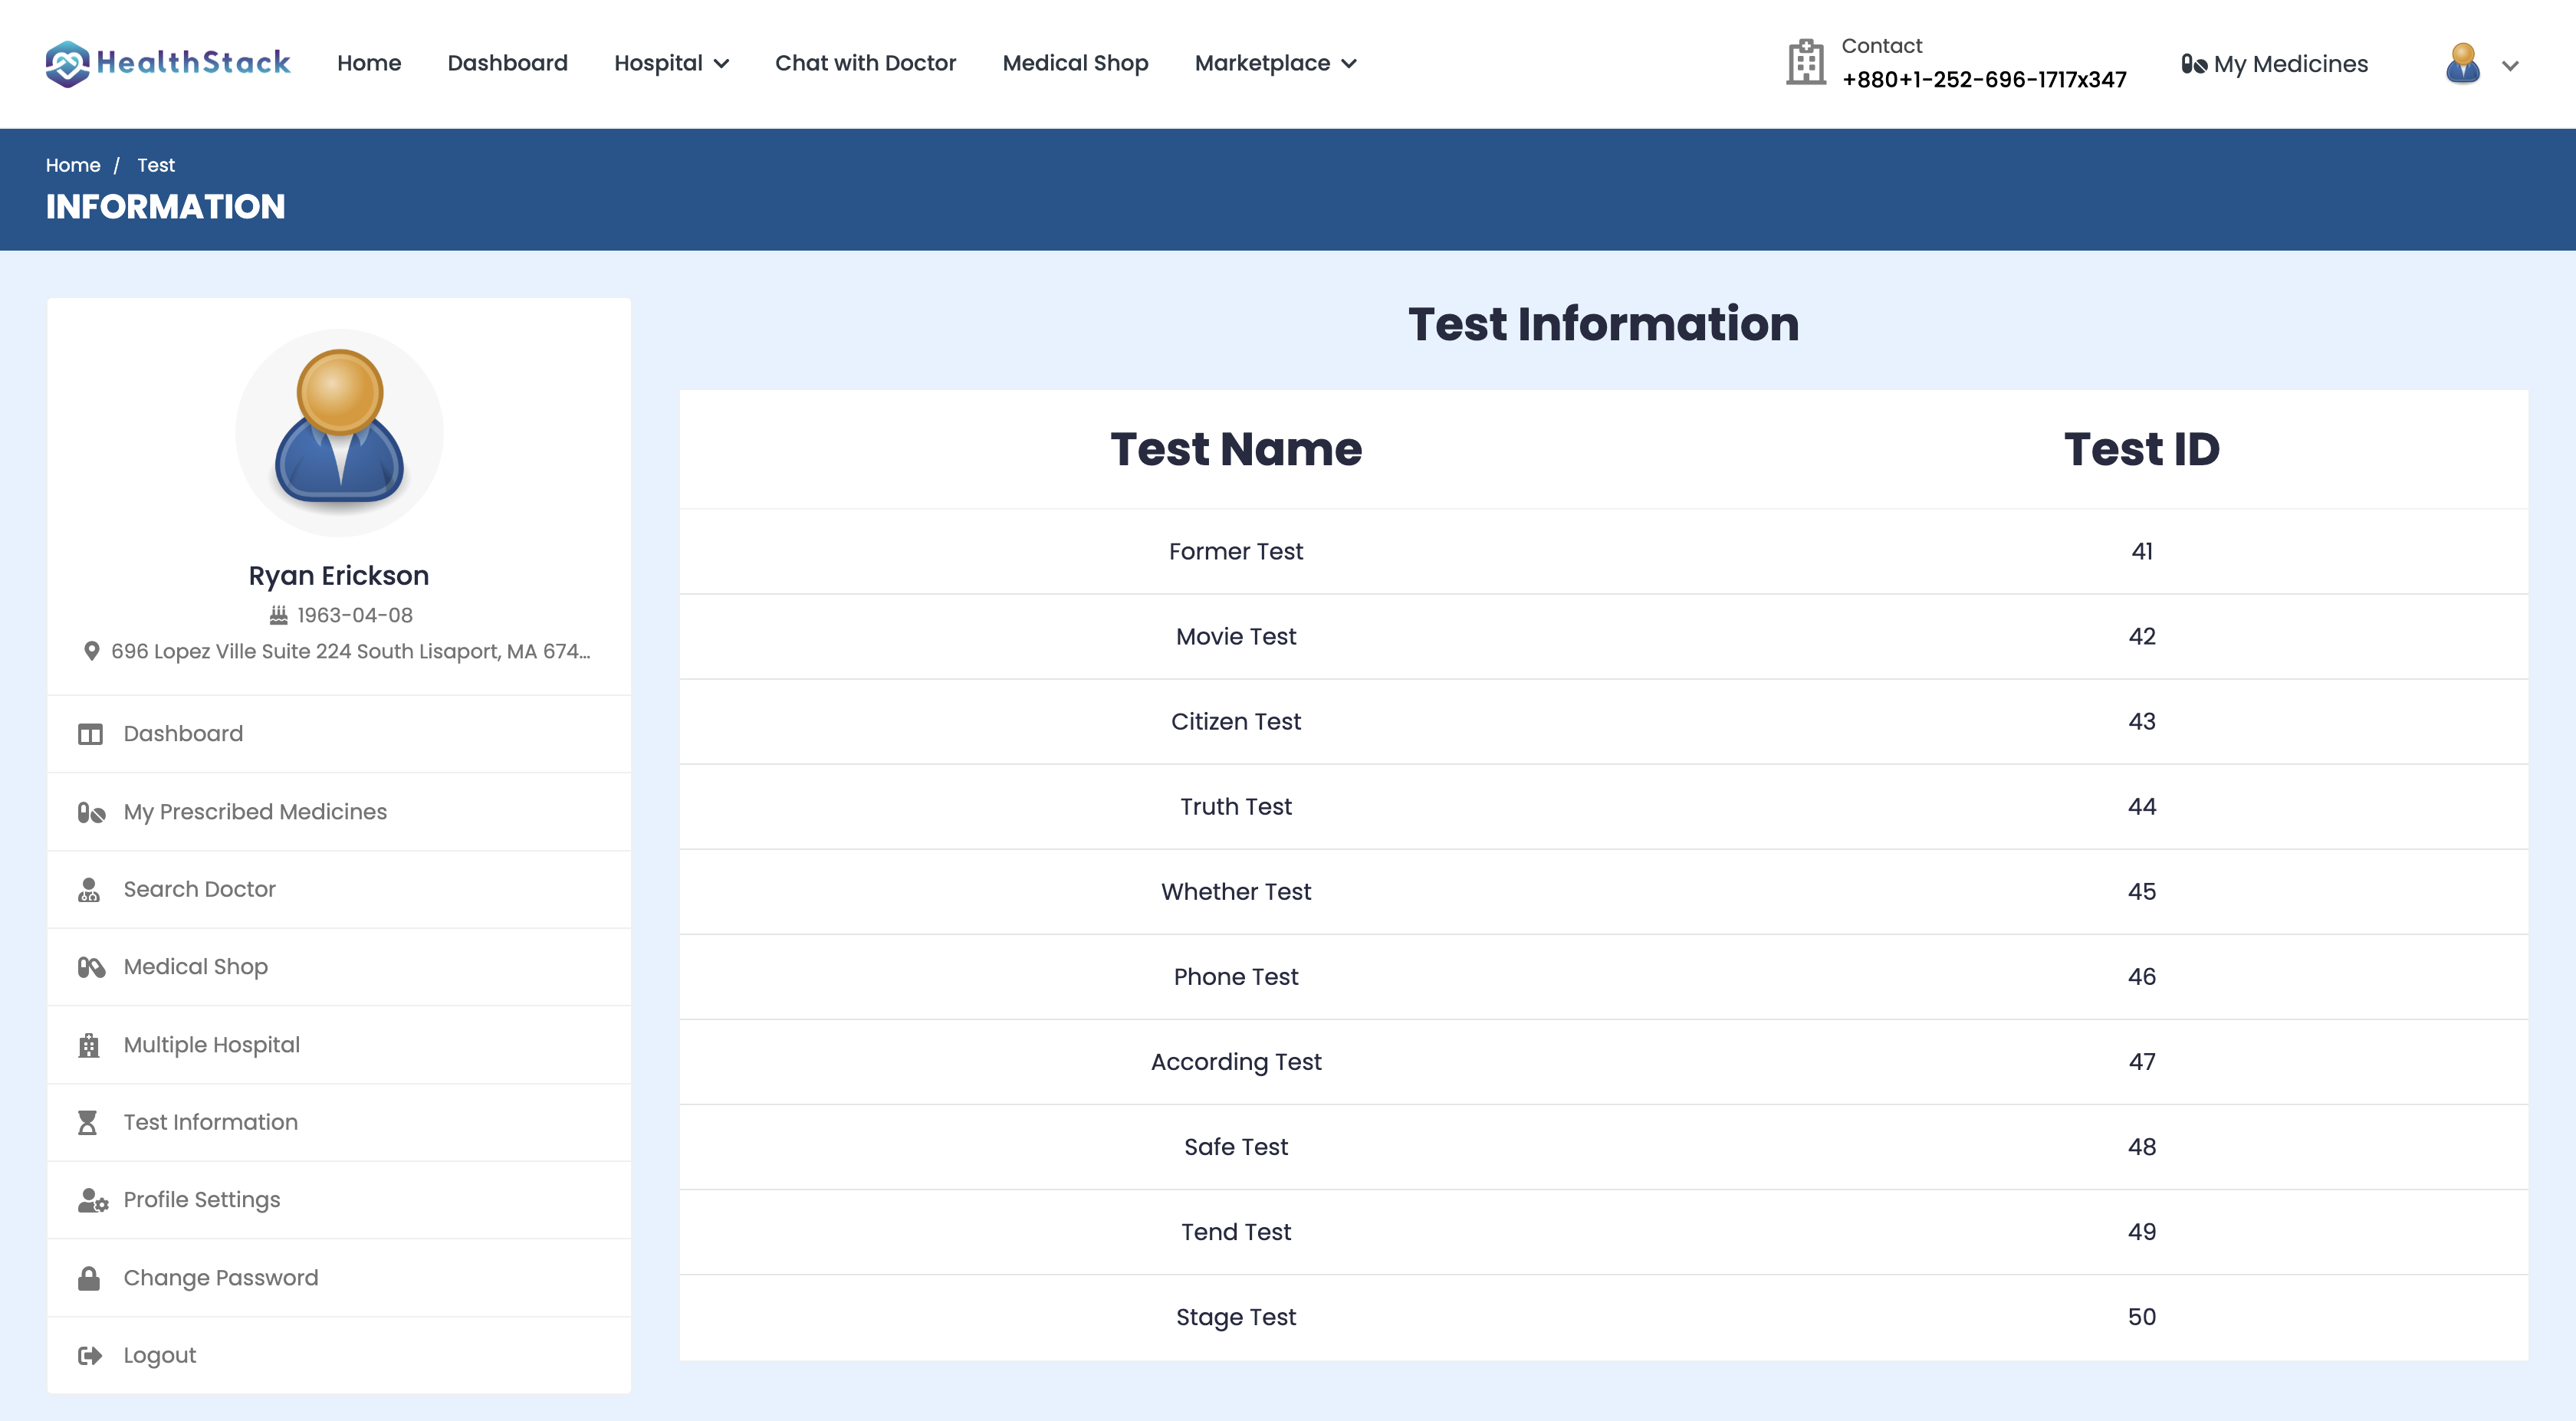 HealthStack
Home Dashboard Hospital Chat with Doctor Medical Shop Marketplace
Contact
+880+1-252-696-1717x347
My Medicines
Home / Test
INFORMATION
Ryan Erickson
1963-04-08
696 Lopez Ville Suite 224 South Lisaport, MA 674...
Dashboard
My Prescribed Medicines
Search Doctor
Medical Shop
Multiple Hospital
Test Information
Profile Settings
Change Password
Logout
Test Information
Test Name Test ID
Former Test 41
Movie Test 42
Citizen Test 43
Truth Test 44
Whether Test 45
Phone Test 46
According Test 47
Safe Test 48
Tend Test 49
Stage Test 50